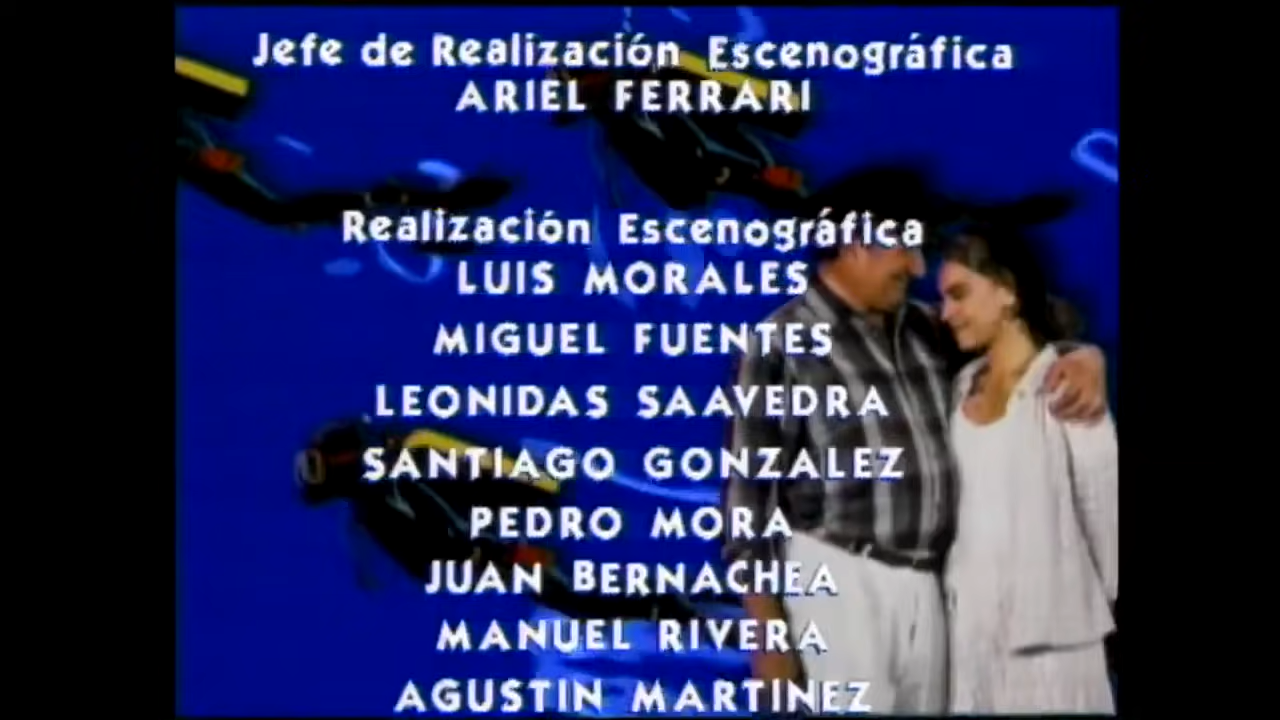 Jefe de Realización Escenográfica
ARIEL FERRARI
Realización Escenográfica
LUIS MORALES
MIGUEL FUENTES
LEONIDAS SAAVEDRA
SANTIAGO GONZALEZ
PEDRO MORA
JUAN BERNACHEA
MANUEL RIVERA
AGUSTIN MARTINEZ